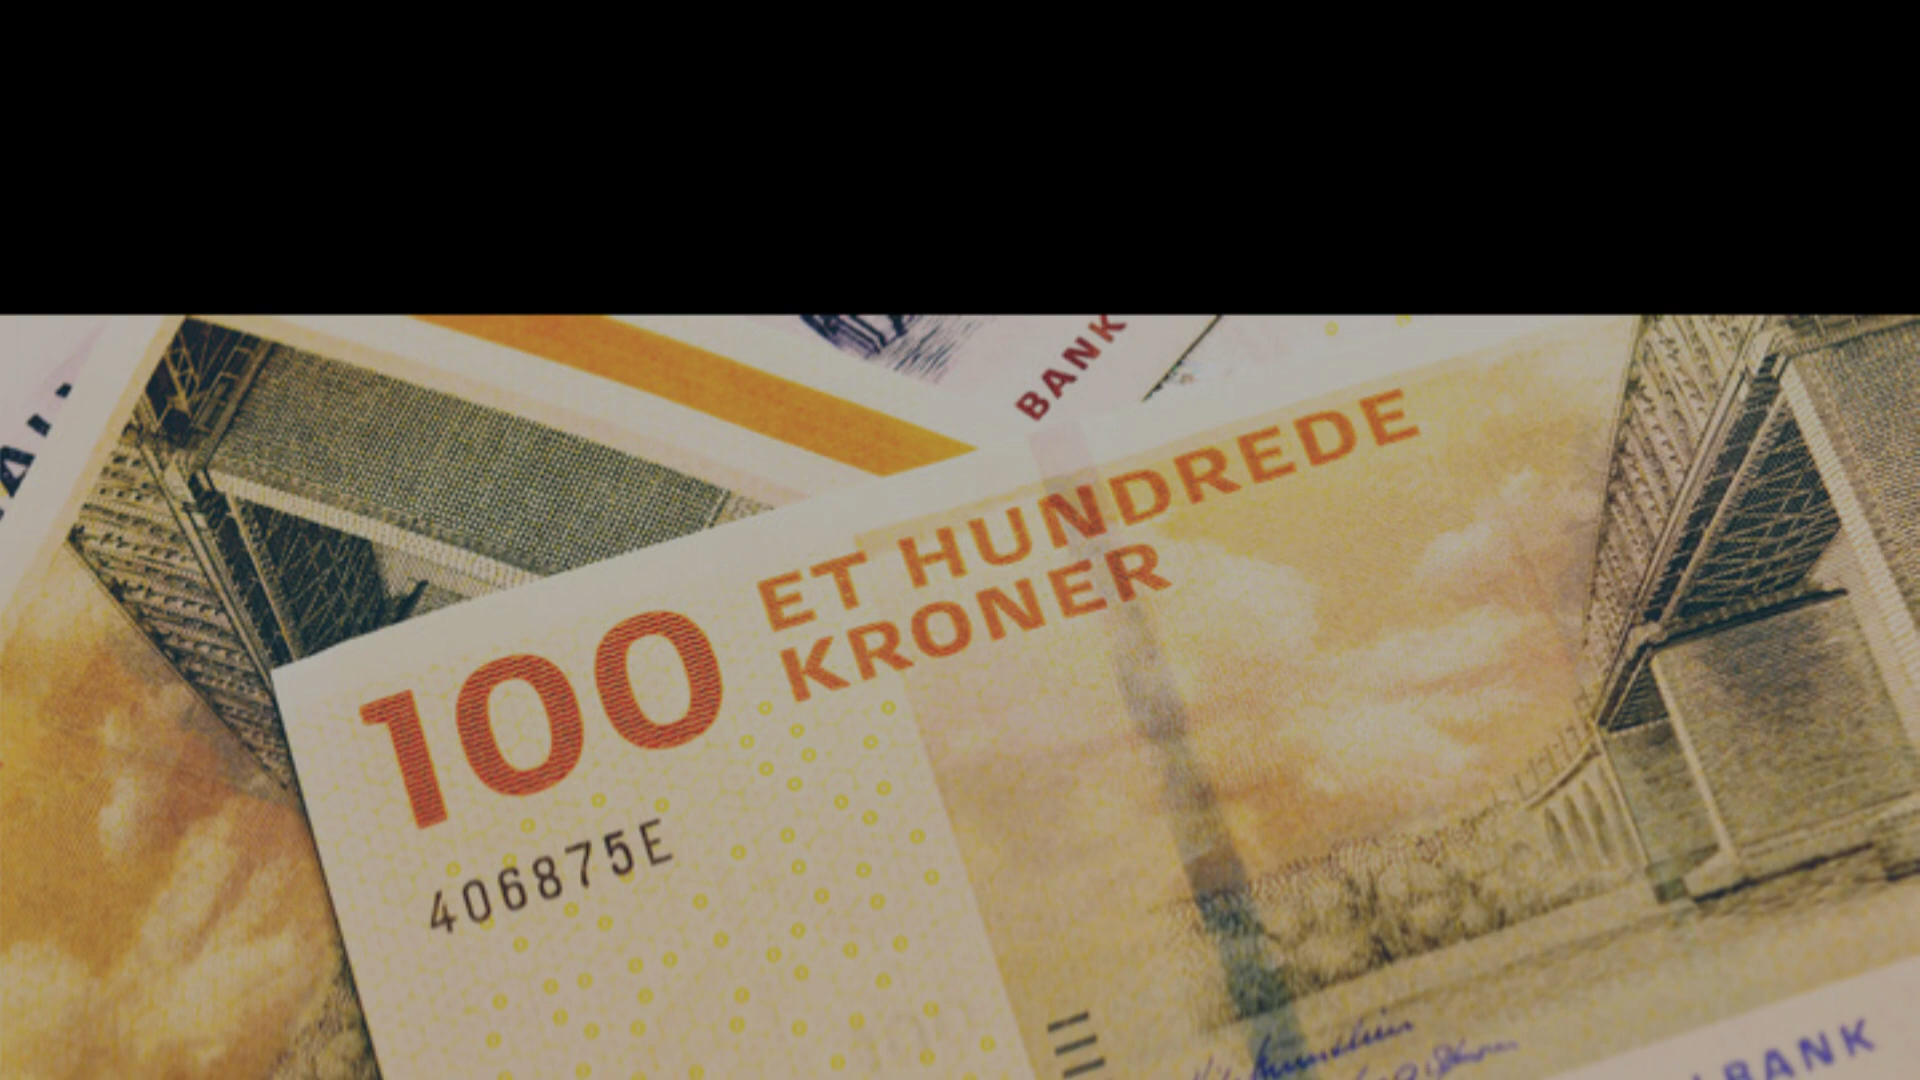 BANK
100
ET HUNDREDE
KRONER
406875E
BANK